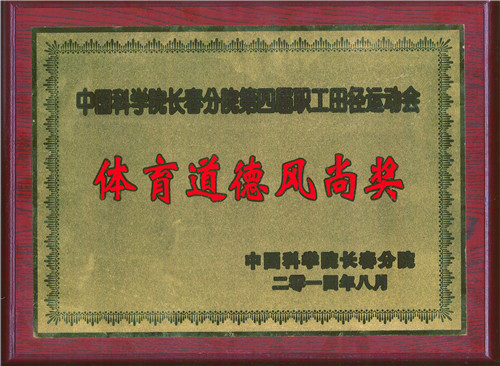 中国科学院长春分院第四届职工田径运动会
体育道德风尚奖
中国科学院长春分院
二零一四年八月